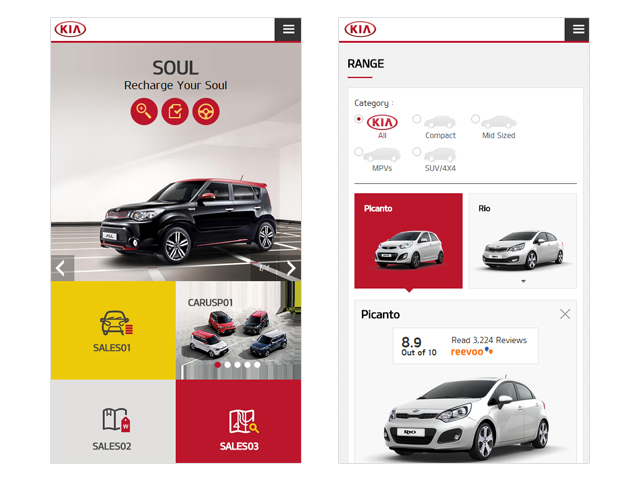 KIA
SOUL
Recharge Your Soul
SALES01
CARUSP01
SALES02
SALES03
KIA
RANGE
Category :
KIA
All
Compact
Mid Sized
MPVs
SUV/4X4
Picanto
Rio
Picanto
8.9
Out of 10
Read 3,224 Reviews
reevoo
RIO